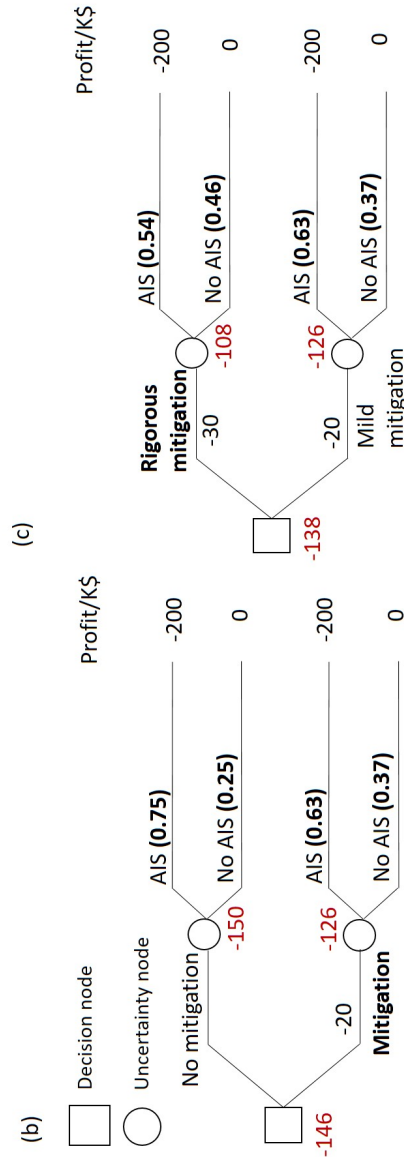 (b)
Decision node
Uncertainty node
Profit/K$
No mitigation
-150
AIS (0.75)
-200
No AIS (0.25)
0
-146
-20
Mitigation
-126
AIS (0.63)
-200
No AIS (0.37)
0
(c)
Profit/K$
Rigorous
mitigation
-30
-108
AIS (0.54)
-200
No AIS (0.46)
0
-138
-20
Mild
mitigation
-126
AIS (0.63)
-200
No AIS (0.37)
0